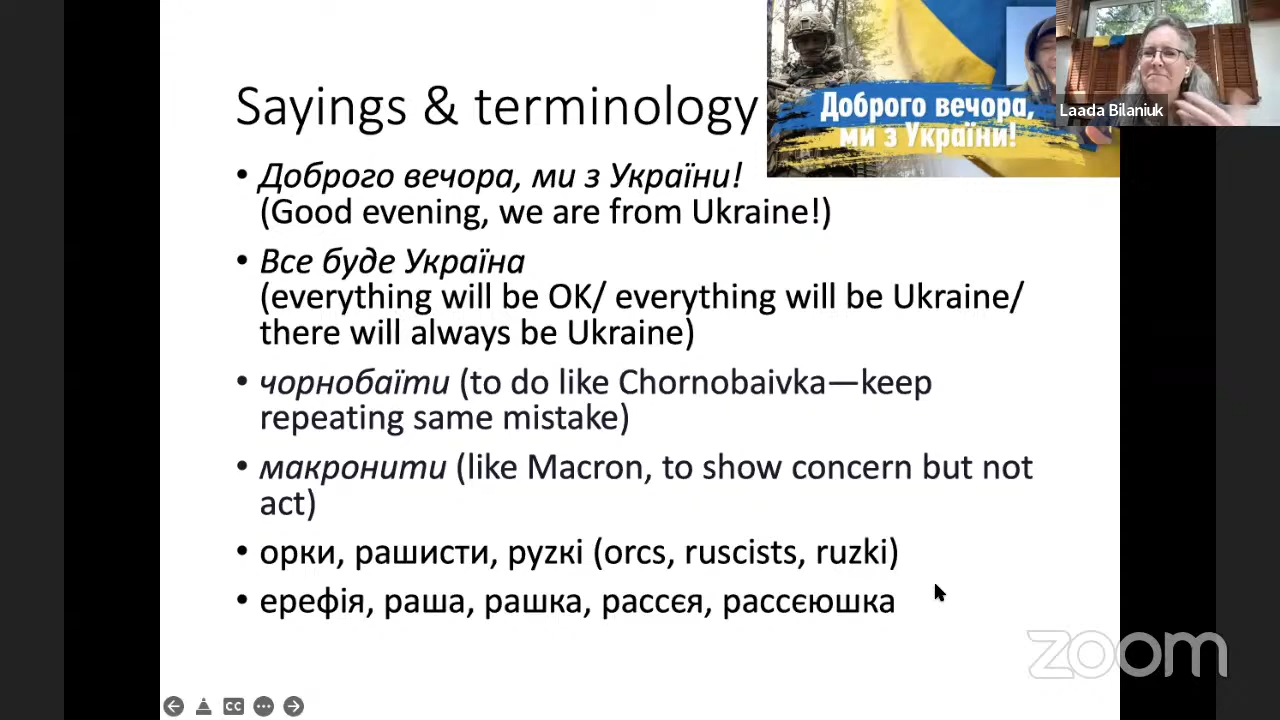 Sayings & terminology
Доброго вечора,
ми з України!
Laada Bilaniuk
• Доброго вечора, ми з України!
(Good evening, we are from Ukraine!)
• Все буде Україна
(everything will be OK/ everything will be Ukraine/
there will always be Ukraine)
• чорнобаїти (to do like Chornobaivka—keep
repeating same mistake)
• макронити (like Macron, to show concern but not
act)
• орки, рашисти, руzкі (orcs, ruscists, ruzki)
• ерефія, раша, рашка, рассєя, рассєюшка
zoom
CC